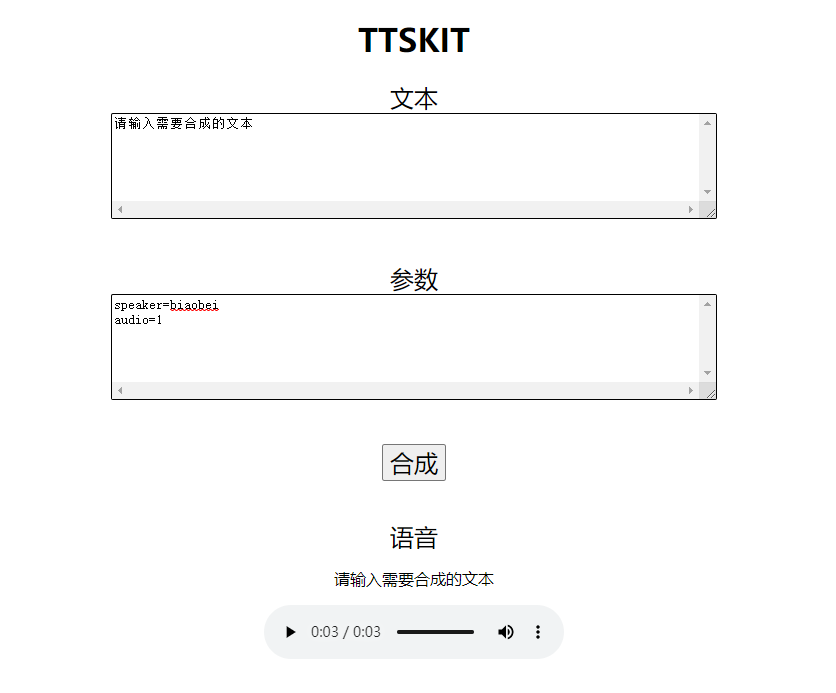 TTSKIT
文本
请输入需要合成的文本
参数
speaker=biaobei
audio=1
合成
语音
请输入需要合成的文本
0:03 / 0:03